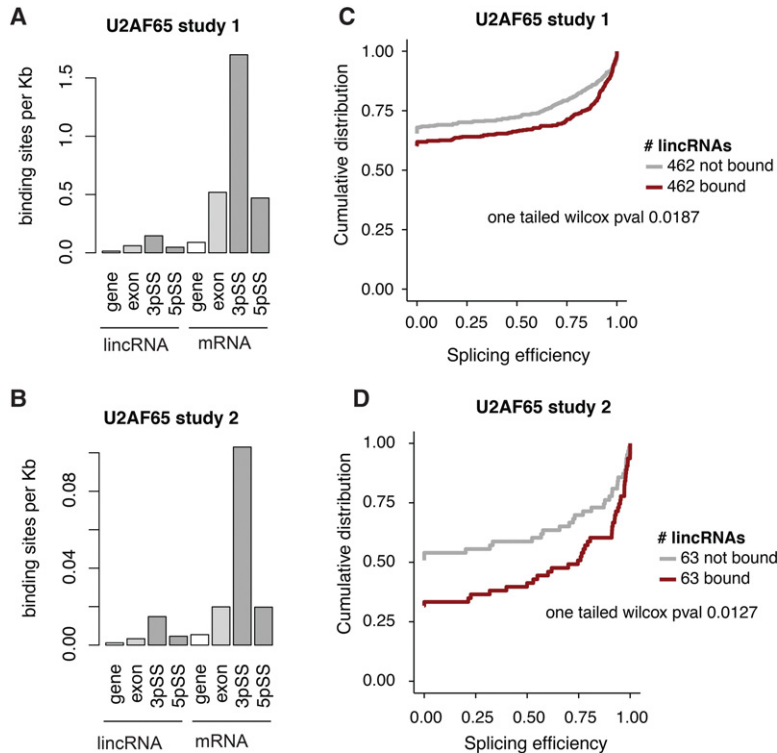 A
U2AF65 study 1
binding sites per Kb
0.0
0.5
1.0
1.5
gene
exon
3pSS
5pSS
gene
exon
3pSS
5pSS
lincRNA
mRNA
C
U2AF65 study 1
Cumulative distribution
1.00
0.75
0.50
0.25
0.00
# lincRNAs
462 not bound
462 bound
one tailed wilcox pval 0.0187
0.00 0.25 0.50 0.75 1.00
Splicing efficiency
B
U2AF65 study 2
binding sites per Kb
0.00
0.04
0.08
gene
exon
3pSS
5pSS
gene
exon
3pSS
5pSS
lincRNA
mRNA
D
U2AF65 study 2
Cumulative distribution
1.00
0.75
0.50
0.25
0.00
# lincRNAs
63 not bound
63 bound
one tailed wilcox pval 0.0127
0.00 0.25 0.50 0.75 1.00
Splicing efficiency